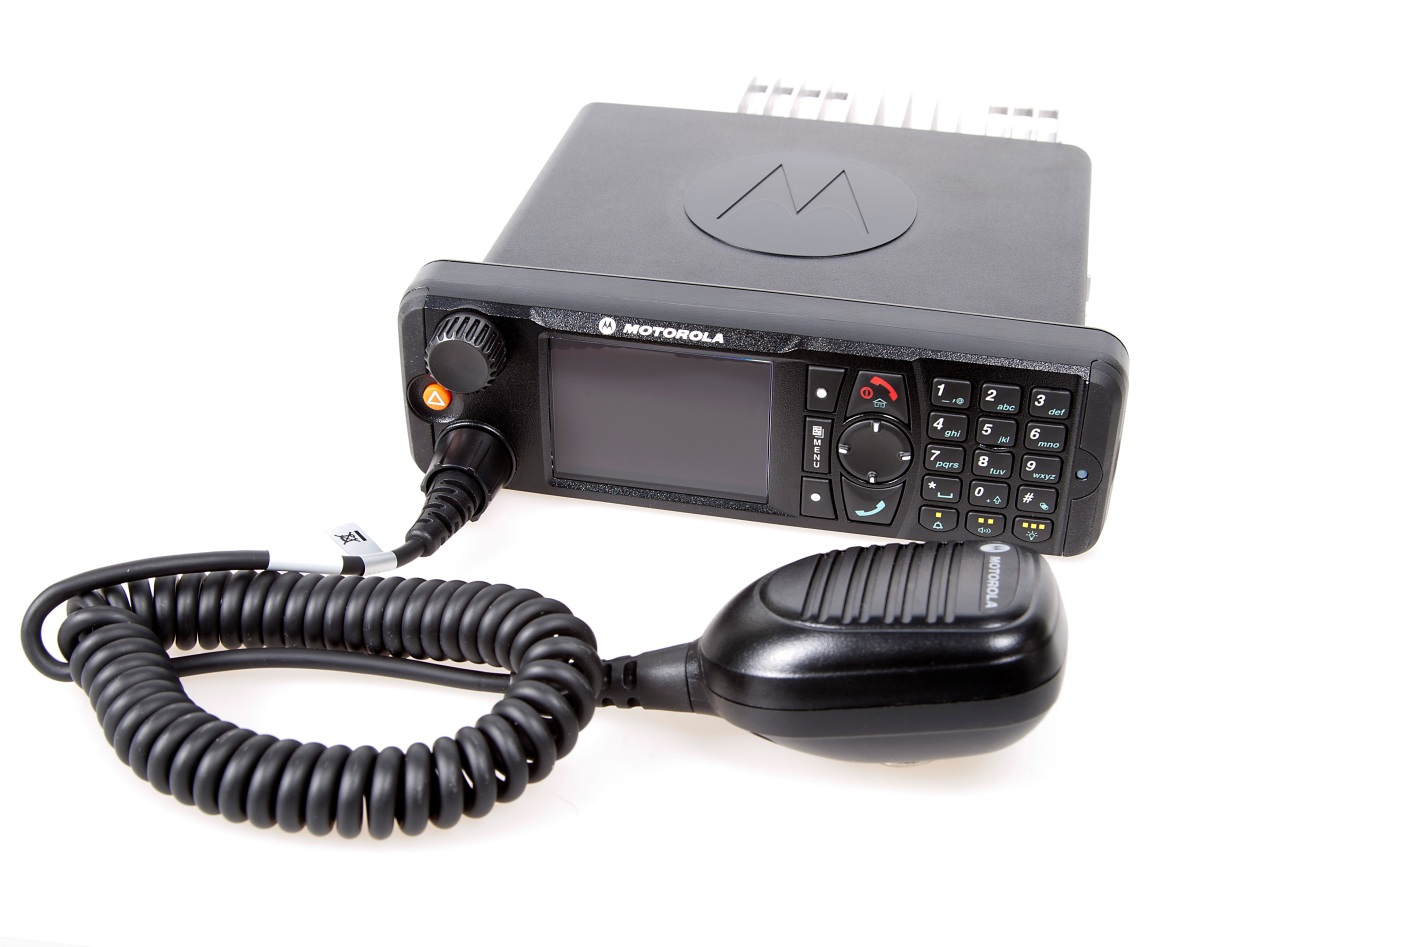 MOTOROLA
MENU
1 _,@
2 abc
3 def
4 ghi
5 jkl
6 mno
7 pqrs
8 tuv
9 wxyz
*
0 +
#
MOTOROLA